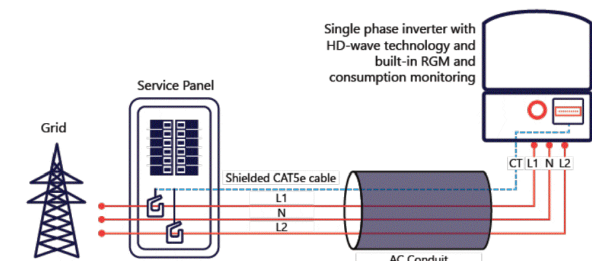 Single phase inverter with
HD-wave technology and
built-in RGM and
consumption monitoring
Service Panel
Grid
CT L1 N L2
Shielded CAT5e cable
L1
N
L2
AC Conduit